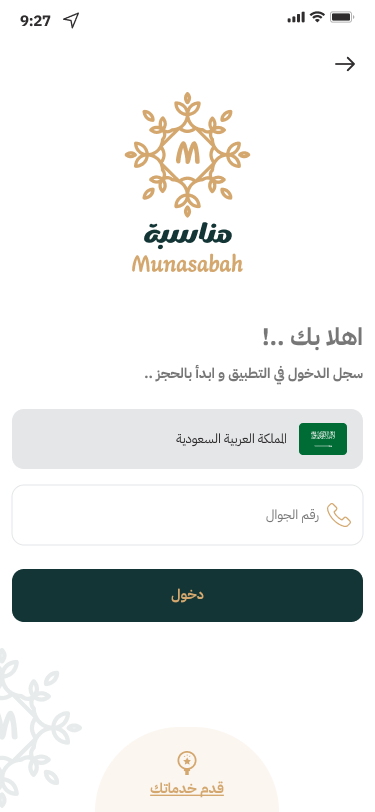 9:27
M
مناسبة
Munasabah
اهلا بك ..!
سجل الدخول في التطبيق و ابدأ بالحجز ..
المملكة العربية السعودية
رقم الجوال
دخول
قدم خدماتك